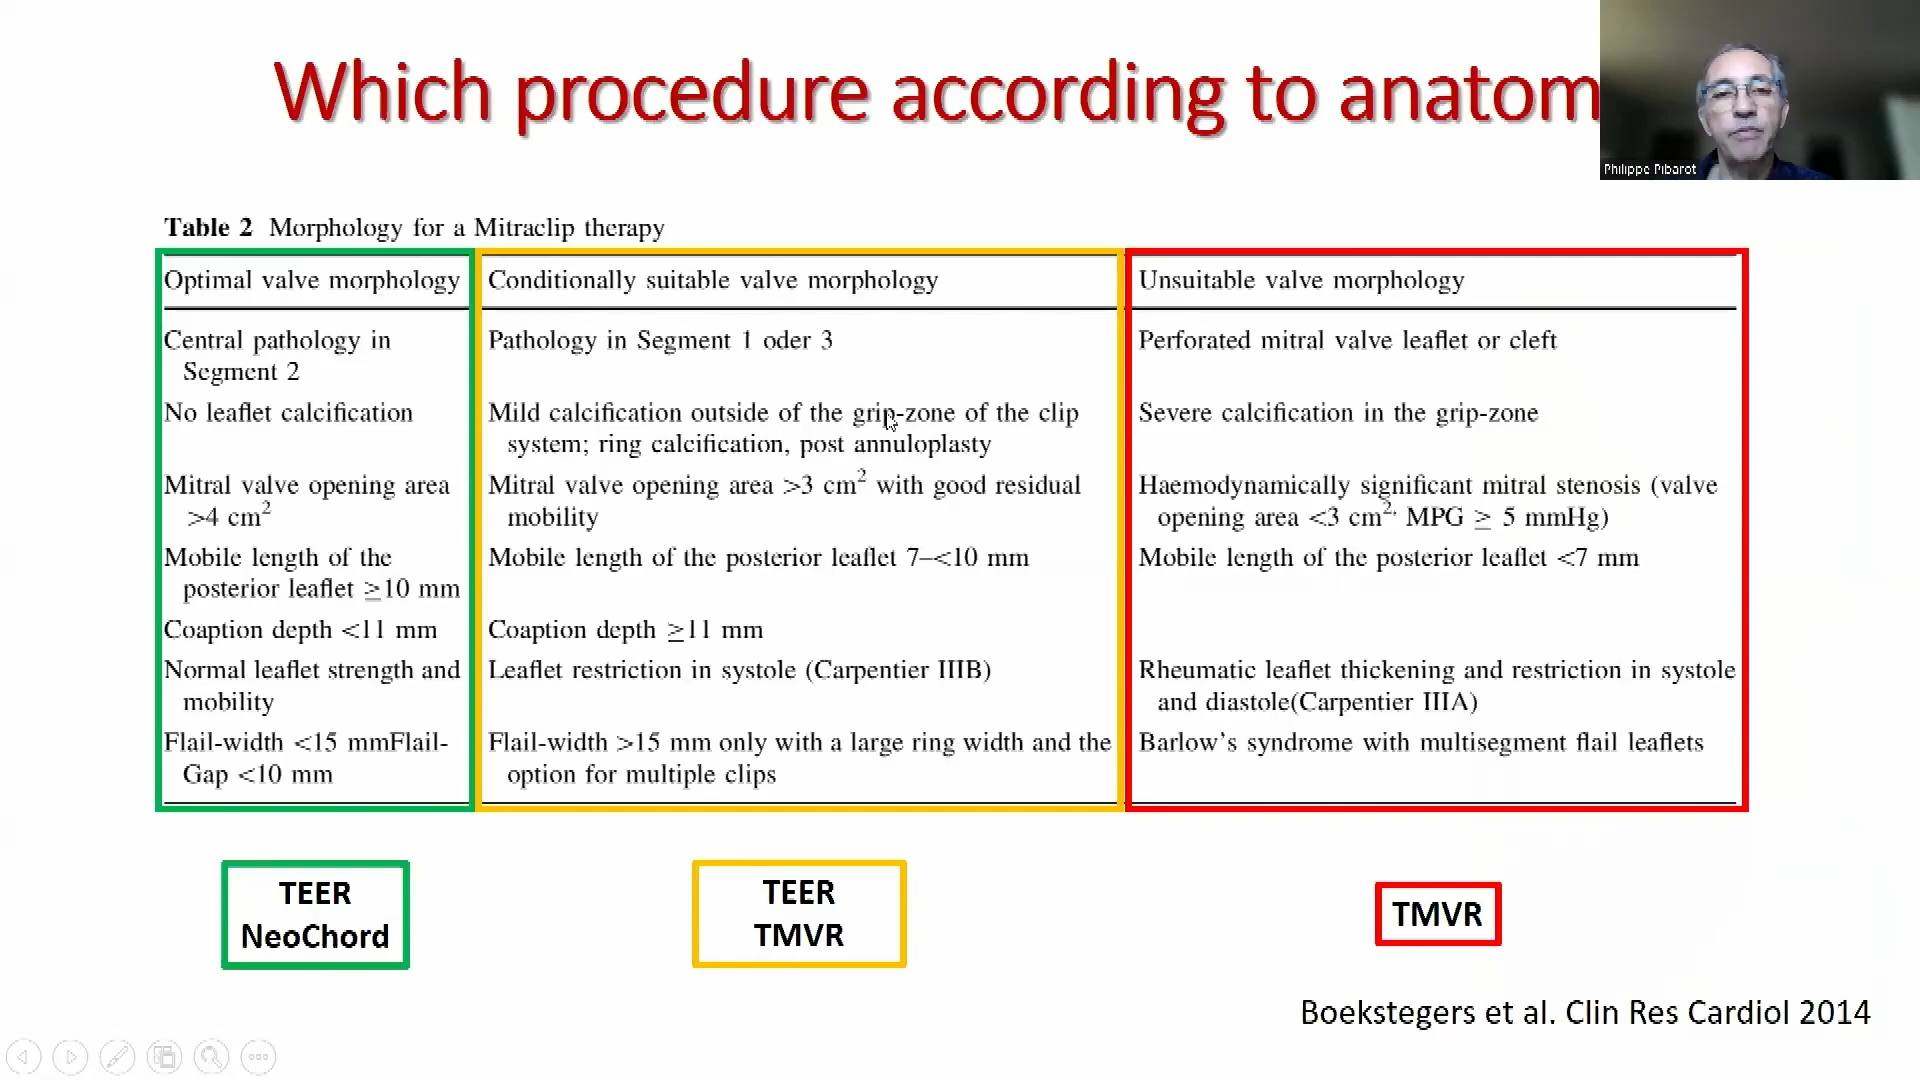 Which procedure according to anatom
Philippe Pibarot
Table 2 Morphology for a Mitraclip therapy
Optimal valve morphology
Conditionally suitable valve morphology
Unsuitable valve morphology
Central pathology in
Segment 2
Pathology in Segment 1 oder 3
Perforated mitral valve leaflet or cleft
No leaflet calcification
Mild calcification outside of the grip-zone of the clip
system; ring calcification, post annuloplasty
Severe calcification in the grip-zone
Mitral valve opening area
>4 cm²
Mitral valve opening area >3 cm² with good residual
mobility
Haemodynamically significant mitral stenosis (valve
opening area <3 cm², MPG ≥ 5 mmHg)
Mobile length of the
posterior leaflet ≥10 mm
Mobile length of the posterior leaflet 7–<10 mm
Mobile length of the posterior leaflet <7 mm
Coaption depth <11 mm
Coaption depth ≥11 mm
Normal leaflet strength and
mobility
Leaflet restriction in systole (Carpentier IIIB)
Rheumatic leaflet thickening and restriction in systole
and diastole(Carpentier IIIA)
Flail-width <15 mmFlail-
Gap <10 mm
Flail-width >15 mm only with a large ring width and the
option for multiple clips
Barlow's syndrome with multisegment flail leaflets
TEER
NeoChord
TEER
TMVR
TMVR
Boekstegers et al. Clin Res Cardiol 2014